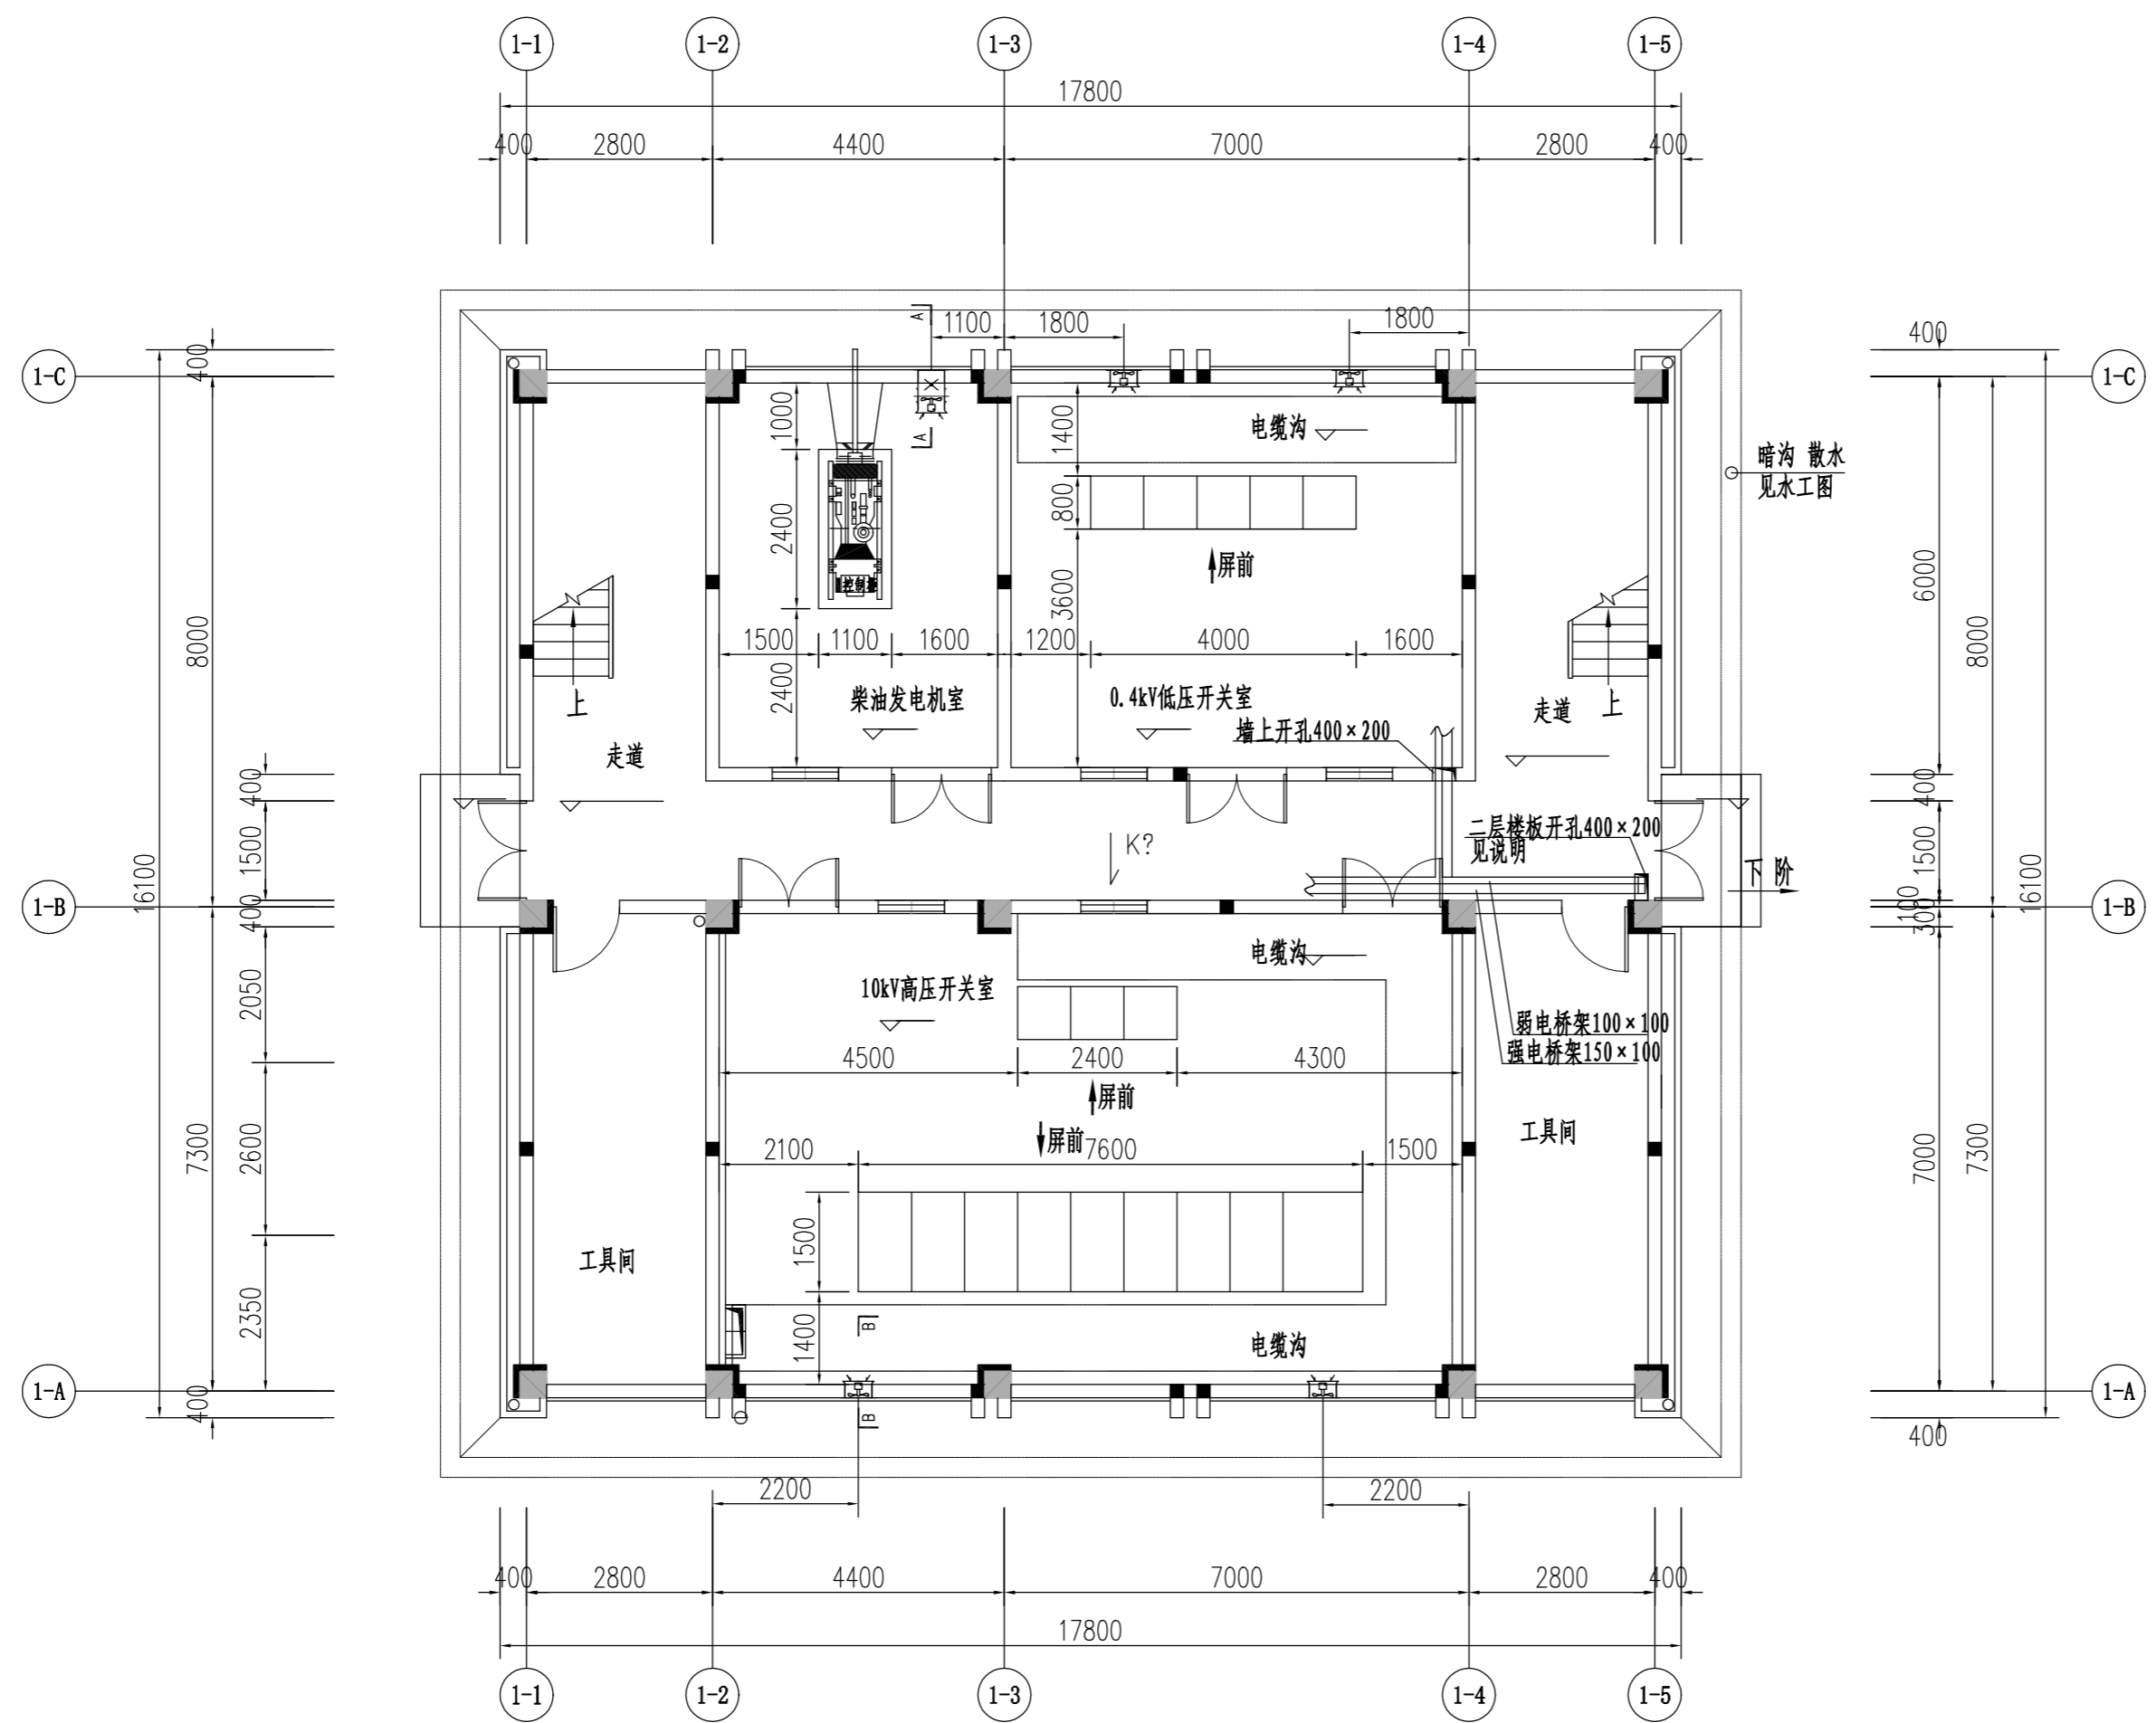 1-1 1-2 1-3 1-4 1-5
17800
400 2800 4400 7000 2800 400
A 1100 1800 1800
400 400
1-C 1-C
1000 1400 电缆沟
暗沟 散水
见水工图
A
800
2400
屏前
控制箱
3600 6000
8000 8000
1500 1100 1600 1200 4000 1600
2400
柴油发电机室 0.4kV低压开关室
上 走道 上
墙上开孔400×200
走道
400 400
二层楼板开孔400×200
见说明
K?
1500 1500
16100 16100
下 阶
1-B 1-B
400 100
300
电缆沟
10kV高压开关室
2050
弱电桥架100×100
强电桥架150×100
4500 2400 4300
屏前
屏前
工具间
7300 2600 7000 7300
2100 7600 1500
1500
工具间
2350
1400 B 电缆沟
1-A 1-A
400 B
400
2200 2200
400 2800 4400 7000 2800 400
17800
1-1 1-2 1-3 1-4 1-5